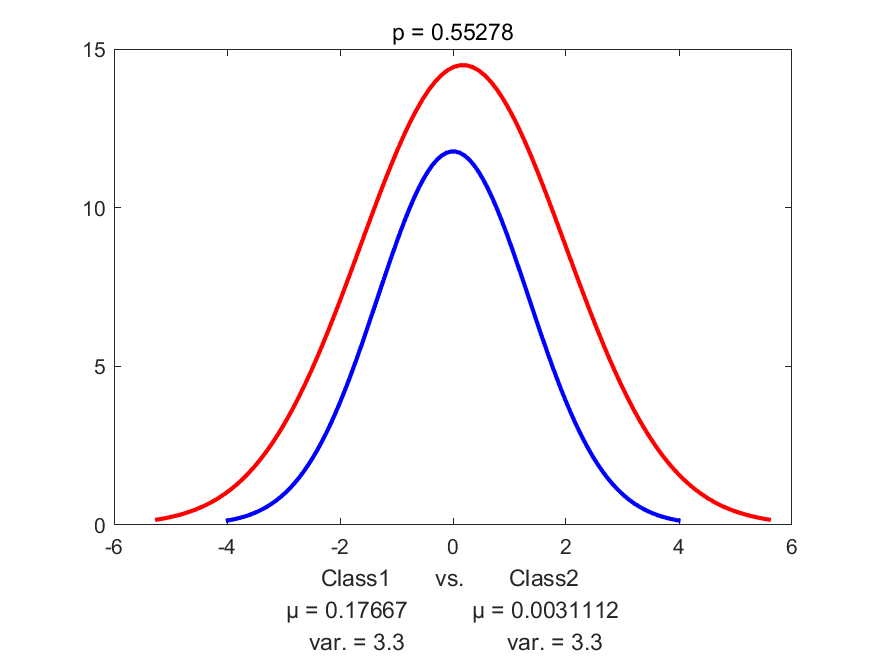 p = 0.55278
15
10
5
0
-6 -4 -2 0 2 4 6
Class1 vs. Class2
μ = 0.17667 μ = 0.0031112
var. = 3.3 var. = 3.3